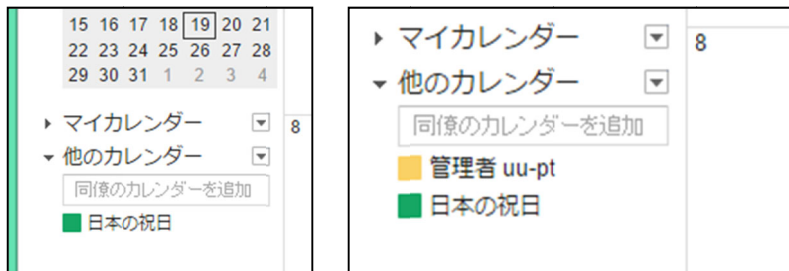 15 16 17 18 19 20 21
22 23 24 25 26 27 28
29 30 31 1 2 3 4
マイカレンダー
8
他のカレンダー
同僚のカレンダーを追加
日本の祝日
マイカレンダー
8
他のカレンダー
同僚のカレンダーを追加
管理者 uu-pt
日本の祝日